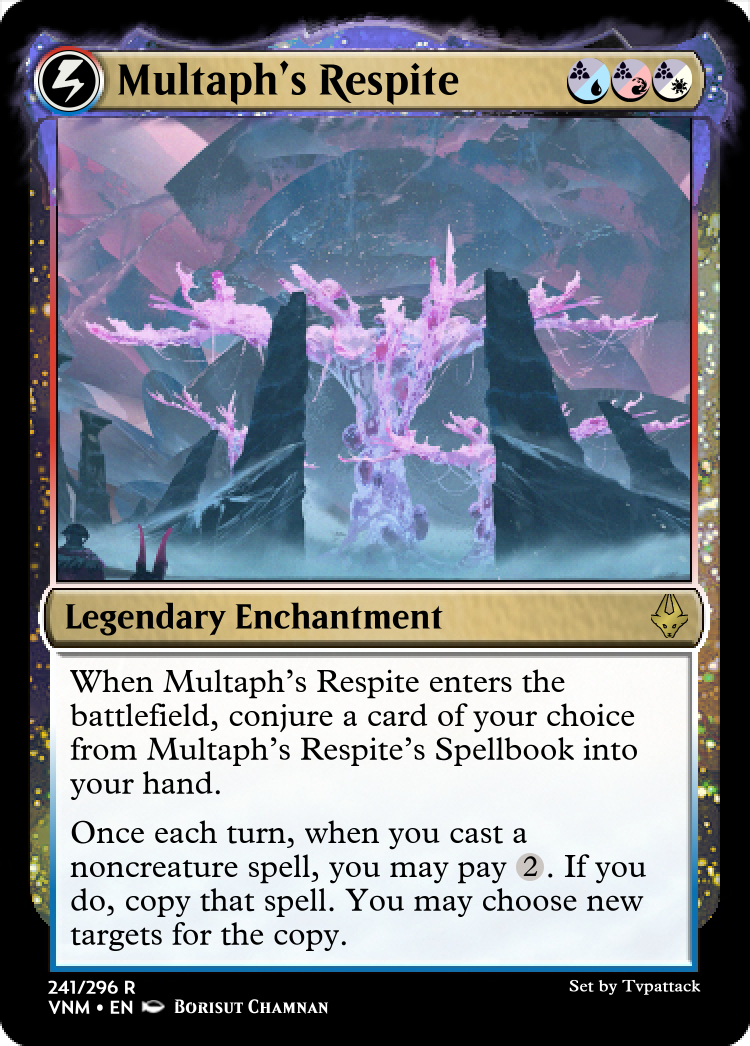 Multaph's Respite
Legendary Enchantment
When Multaph's Respite enters the
battlefield, conjure a card of your choice
from Multaph's Respite's Spellbook into
your hand.
Once each turn, when you cast a
noncreature spell, you may pay 2. If you
do, copy that spell. You may choose new
targets for the copy.
241/296 R
Set by Tvpattack
VNM • EN Borisut Chamnan